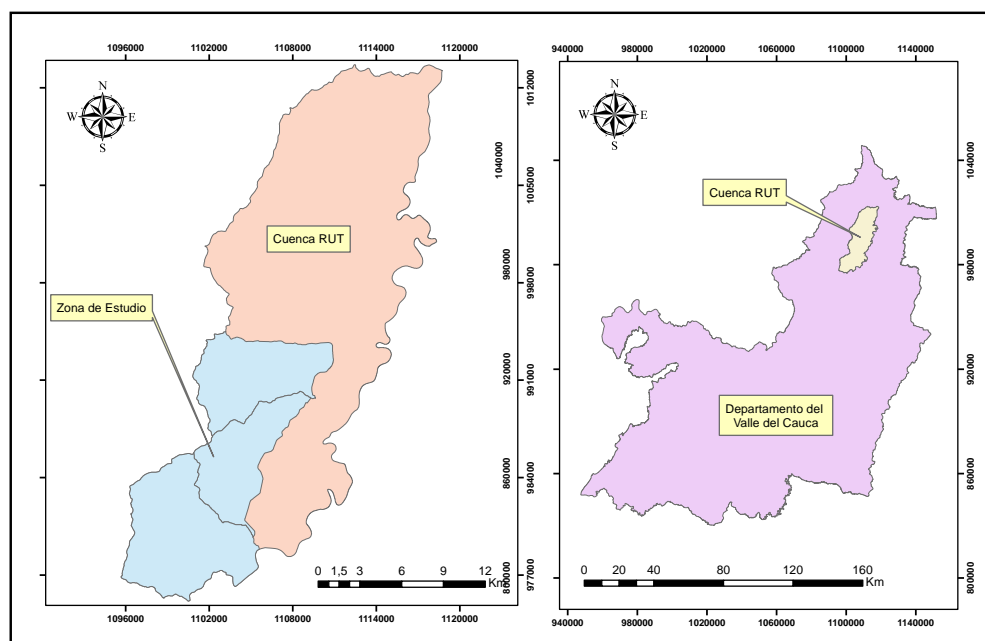 1096000 1102000 1108000 1114000 1120000
N
W E
S
Cuenca RUT
Zona de Estudio
0 1,5 3 6 9 12
Km
1096000 1102000 1108000 1114000 1120000
1012000
1005000
998000
991000
984000
977000
1040000
980000
920000
860000
800000
940000 980000 1020000 1060000 1100000 1140000
N
W E
S
Cuenca RUT
Departamento del
Valle del Cauca
0 20 40 80 120 160
Km
940000 980000 1020000 1060000 1100000 1140000
1040000
980000
920000
860000
800000